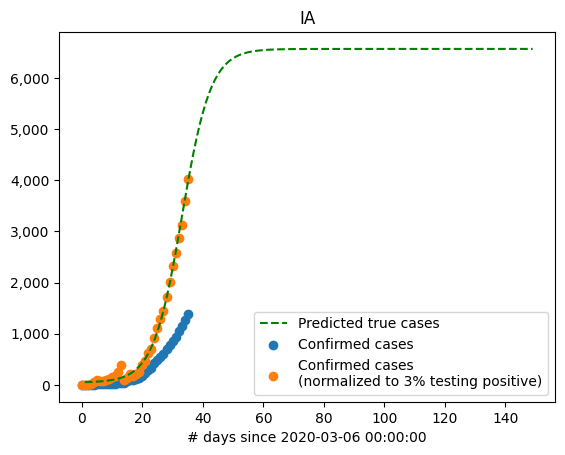 IA
6,000
5,000
4,000
3,000
2,000
1,000
0
0 20 40 60 80 100 120 140
# days since 2020-03-06 00:00:00
Predicted true cases
Confirmed cases
Confirmed cases
(normalized to 3% testing positive)